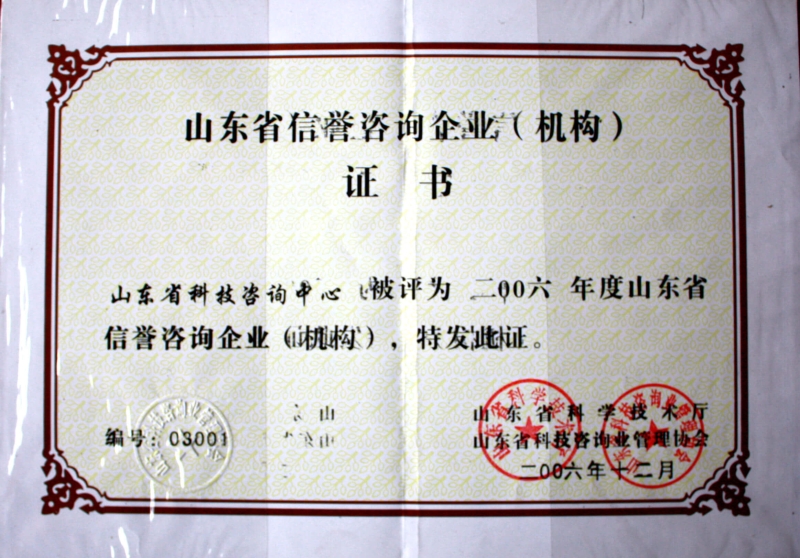 山东省信誉咨询企业（机构）
证书
山东省科技咨询中心 被评为 二00六 年度山东省
信誉咨询企业（机构），特发此证。
山东省科学技术厅
编号：03001 山东省科技咨询业管理协会
二00六年十二月